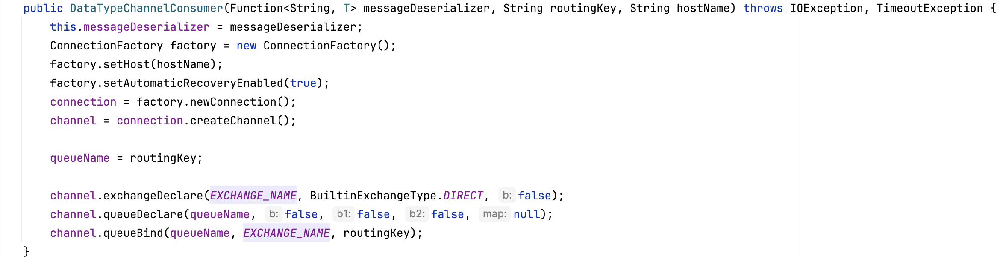 public DataTypeChannelConsumer(Function<String, T> messageDeserializer, String routingKey, String hostName) throws IOException, TimeoutException {
    this.messageDeserializer = messageDeserializer;
    ConnectionFactory factory = new ConnectionFactory();
    factory.setHost(hostName);
    factory.setAutomaticRecoveryEnabled(true);
    connection = factory.newConnection();
    channel = connection.createChannel();

    queueName = routingKey;

    channel.exchangeDeclare(EXCHANGE_NAME, BuiltinExchangeType.DIRECT, b: false);
    channel.queueDeclare(queueName, b: false, b1: false, b2: false, map: null);
    channel.queueBind(queueName, EXCHANGE_NAME, routingKey);
}